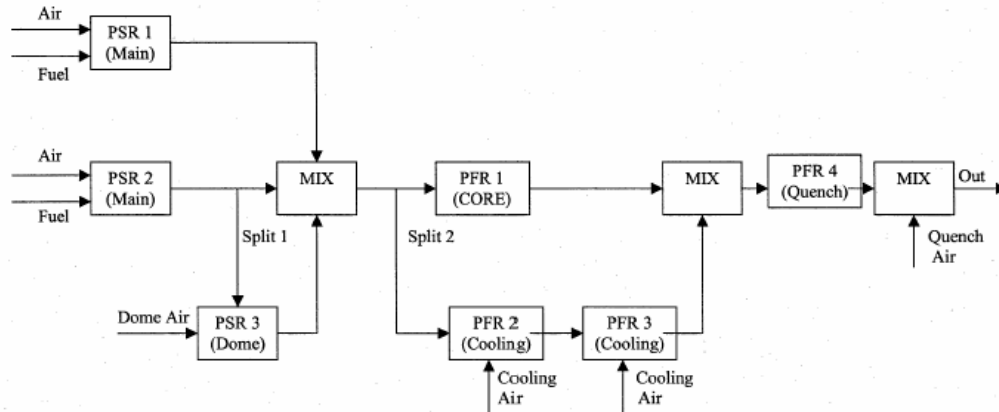 Air
PSR 1
(Main)
Fuel
Air
PSR 2
(Main)
Fuel
MIX
PFR 1
(CORE)
MIX
PFR 4
(Quench)
MIX
Out
Split 1
Split 2
Quench
Air
Dome Air
PSR 3
(Dome)
PFR 2
(Cooling)
PFR 3
(Cooling)
Cooling
Air
Cooling
Air